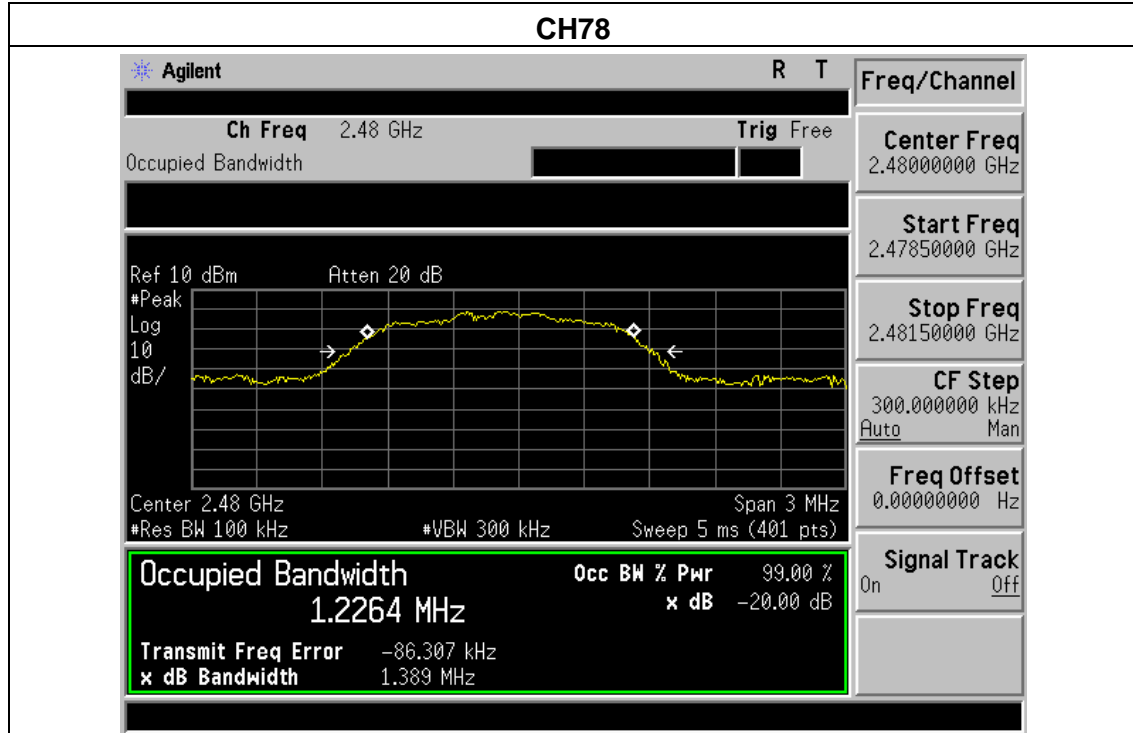 CH78
Agilent R T
Freq/Channel
Ch Freq 2.48 GHz Trig Free
Occupied Bandwidth
Center Freq
2.48000000 GHz
Start Freq
2.47850000 GHz
Stop Freq
2.48150000 GHz
CF Step
300.000000 kHz
Auto Man
Freq Offset
0.00000000 Hz
Signal Track
On Off
Ref 10 dBm Atten 20 dB
#Peak
Log
10
dB/
Center 2.48 GHz Span 3 MHz
#Res BW 100 kHz #VBW 300 kHz Sweep 5 ms (401 pts)
Occupied Bandwidth Occ BW % Pwr 99.00 %
1.2264 MHz x dB -20.00 dB
Transmit Freq Error -86.307 kHz
x dB Bandwidth 1.389 MHz